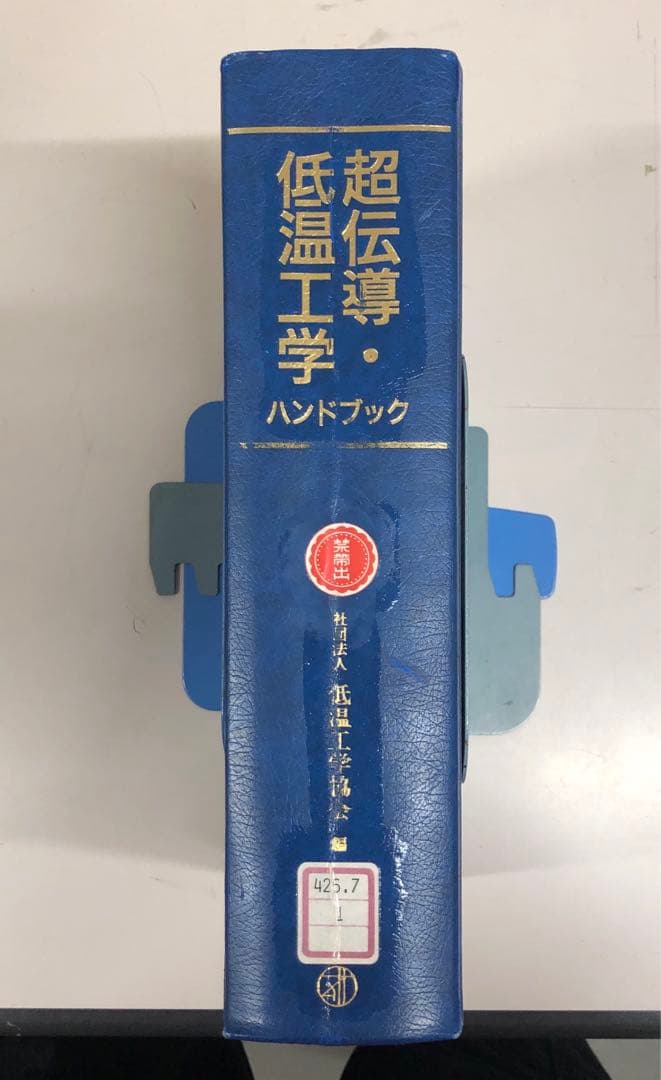 超伝導・
低温工学
ハンドブック
禁帯出
社団法人
低温工学協会
編
426.7
1